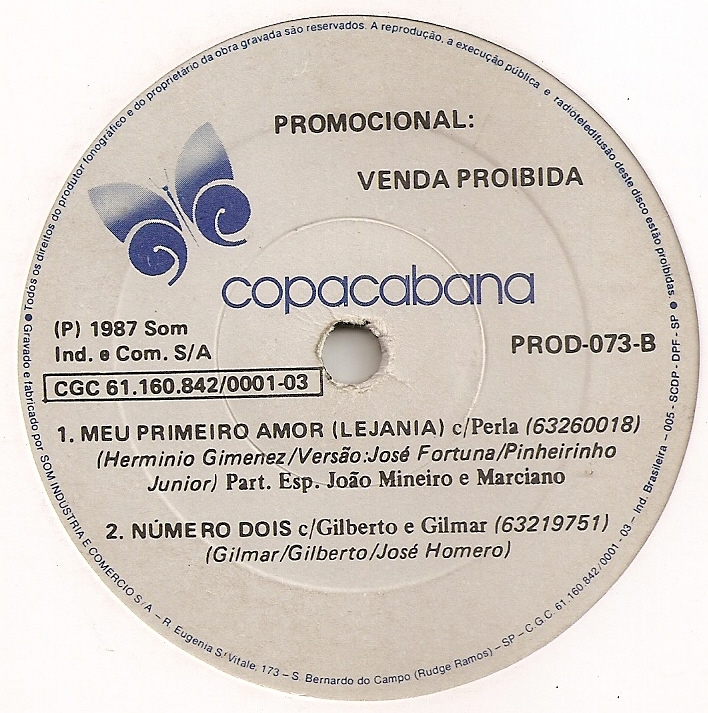 PROMOCIONAL:
VENDA PROIBIDA
copacabana
(P) 1987 Som
Ind. e Com. S/A
PROD-073-B
CGC 61.160.842/0001-03
1. MEU PRIMEIRO AMOR (LEJANIA) c/Perla (63260018)
(Herminio Gimenez/Versão:José Fortuna/Pinheirinho
Junior) Part. Esp. João Mineiro e Marciano
2. NÚMERO DOIS c/Gilberto e Gilmar (63219751)
(Gilmar/Gilberto/José Homero)
● Todos os direitos do produtor fonográfico e do proprietário da obra gravada são reservados. A reprodução, a execução pública e radioteledifusão deste disco estão proibidas. ●
Gravado e fabricado por SOM INDUSTRIA E COMERCIO S/A – R. Eugenia S/ Vitale, 173 – S. Bernardo do Campo (Rudge Ramos) – SP – C.G.C. 61.160.842/0001-03 – Ind. Brasileira – 005 - SCDP - DPF - SP